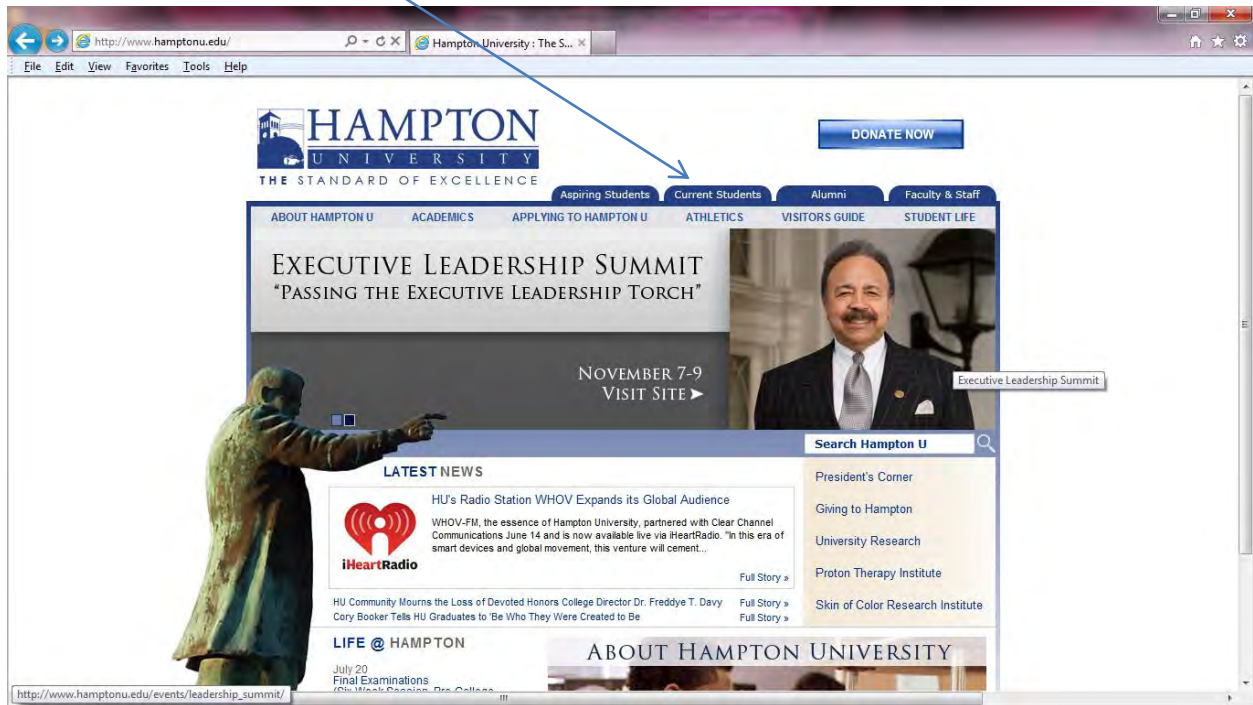 http://www.hamptonu.edu/
Hampton University : The S...
File Edit View Favorites Tools Help
HAMPTON
UNIVERSITY
THE STANDARD OF EXCELLENCE
DONATE NOW
Aspiring Students Current Students Alumni Faculty & Staff
ABOUT HAMPTON U ACADEMICS APPLYING TO HAMPTON U ATHLETICS VISITORS GUIDE STUDENT LIFE
EXECUTIVE LEADERSHIP SUMMIT
“PASSING THE EXECUTIVE LEADERSHIP TORCH”
NOVEMBER 7-9
VISIT SITE
Executive Leadership Summit
Search Hampton U
LATEST NEWS
HU's Radio Station WHOV Expands its Global Audience
WHOV-FM, the essence of Hampton University, partnered with Clear Channel
Communications June 14 and is now available live via iHeartRadio. "In this era of
smart devices and global movement, this venture will cement...
iHeartRadio
Full Story »
HU Community Mourns the Loss of Devoted Honors College Director Dr. Freddye T. Davy Full Story »
Cory Booker Tells HU Graduates to 'Be Who They Were Created to Be Full Story »
President's Corner
Giving to Hampton
University Research
Proton Therapy Institute
Skin of Color Research Institute
LIFE @ HAMPTON
July 20
Final Examinations
(Six Week Session, Pre-College
ABOUT HAMPTON UNIVERSITY
http://www.hamptonu.edu/events/leadership_summit/